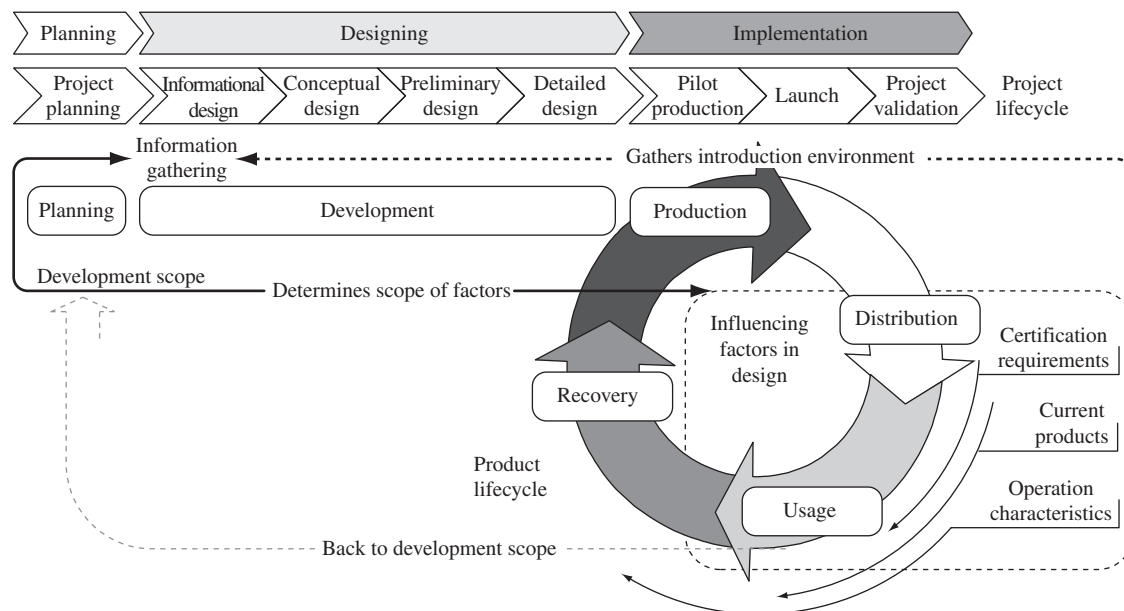 Planning
Designing
Implementation
Project
planning
Informational
design
Conceptual
design
Preliminary
design
Detailed
design
Pilot
production
Launch
Project
validation
Project
lifecycle
Information
gathering
Gathers introduction environment
Planning
Development
Production
Development scope
Determines scope of factors
Influencing
factors in
design
Distribution
Certification
requirements
Recovery
Current
products
Product
lifecycle
Usage
Operation
characteristics
Back to development scope